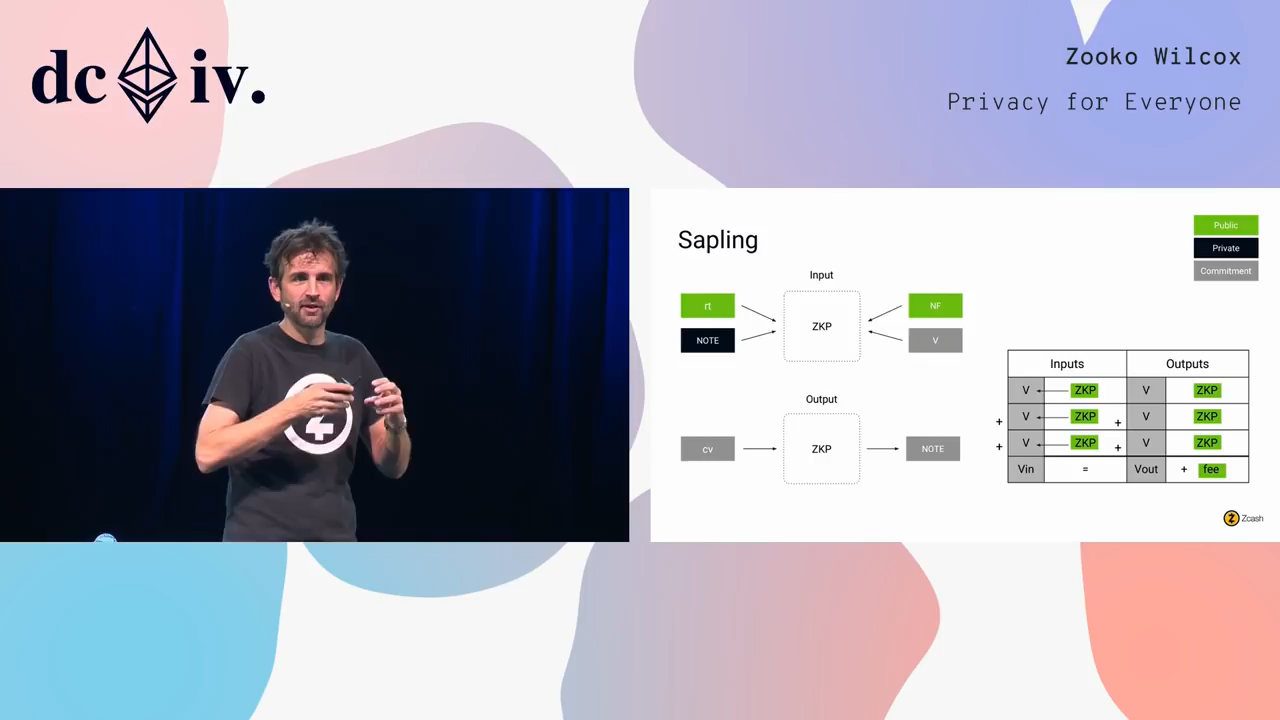 dc iv.
Zooko Wilcox
Privacy for Everyone
Sapling
Public
Private
Commitment
Input
rt
NOTE
ZKP
NF
V
Output
cv
ZKP
NOTE
Inputs Outputs
V ZKP V ZKP
+ V ZKP + V ZKP
+ V ZKP + V ZKP
Vin = Vout + fee
Zcash